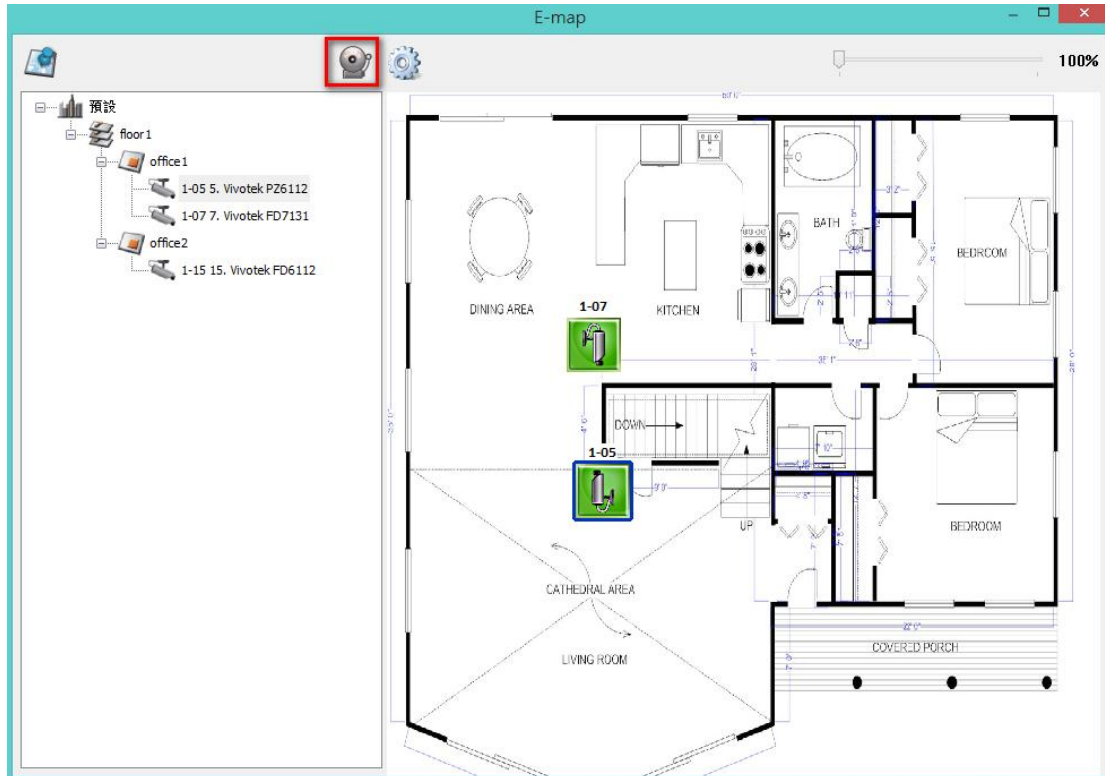 E-map
100%
預設
floor1
office1
1-05 5. Vivotek PZ6112
1-07 7. Vivotek FD7131
office2
1-15 15. Vivotek FD6112
BATH
BEDROOM
DINING AREA
1-07
KITCHEN
DOWN
1-05
UP
BEDROOM
CATHEDRAL AREA
LIVING ROOM
COVERED PORCH